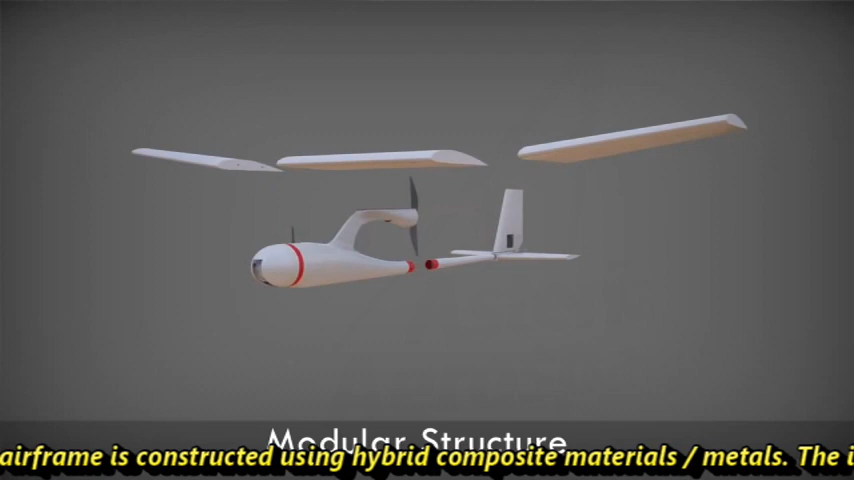 Modular Structure
airframe is constructed using hybrid composite materials / metals. The i